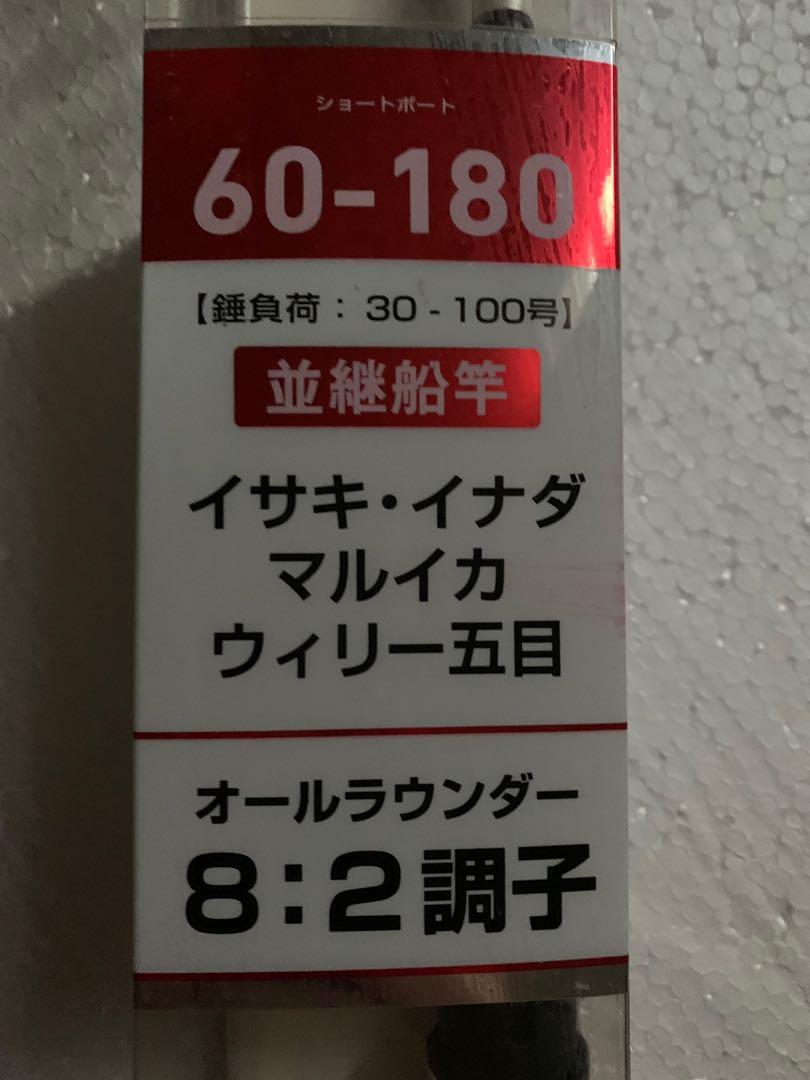 ショートボート
60-180
【錘負荷：30-100号】
並継船竿
イサキ・イナダ
マルイカ
ウィリー五目
オールラウンダー
8:2調子